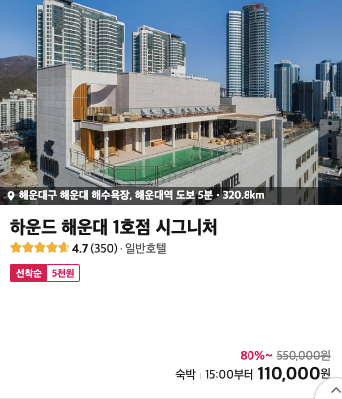 HOTEL
해운대구 해운대 해수욕장, 해운대역 도보 5분 · 320.8km
하운드 해운대 1호점 시그니처
4.7 (350) · 일반호텔
선착순 5천원
80%~ 550,000원
숙박 | 15:00부터 110,000원